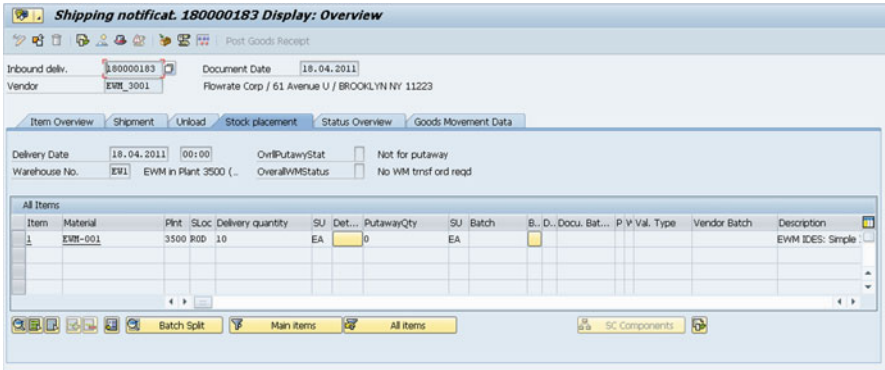 Shipping notificat. 180000183 Display: Overview
Post Goods Receipt
Inbound deliv. 180000183 Document Date 18.04.2011
Vendor EWM_3001 Flowrate Corp / 61 Avenue U / BROOKLYN NY 11223
Item Overview Shipment Unload Stock placement Status Overview Goods Movement Data
Delivery Date 18.04.2011 00:00 OvrllPutawyStat Not for putaway
Warehouse No. EW1 EWM in Plant 3500 (... OverallWMStatus No WM trnsf ord reqd
All Items
Item Material Plnt SLoc Delivery quantity SU Det... PutawayQty SU Batch B.. D.. Docu. Bat... P V Val. Type Vendor Batch Description
1 EWM-001 3500 ROD 10 EA 0 EA EWM IDES: Simple
Batch Split Main items All items SC Components